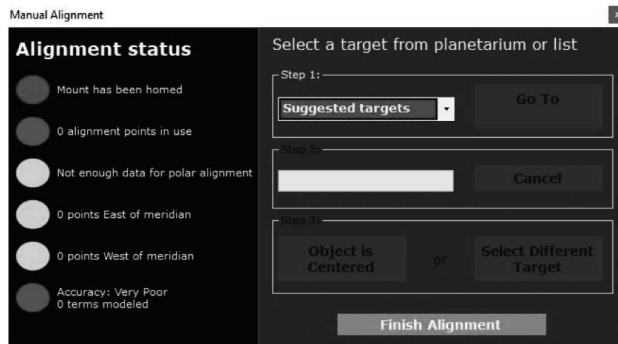 Manual Alignment
Alignment status
Mount has been homed
0 alignment points in use
Not enough data for polar alignment
0 points East of meridian
0 points West of meridian
Accuracy: Very Poor
0 terms modeled
Select a target from planetarium or list
Step 1:
Suggested targets
Go To
Step 2:
Cancel
Step 3:
Object is
Centered
or
Select Different
Target
Finish Alignment